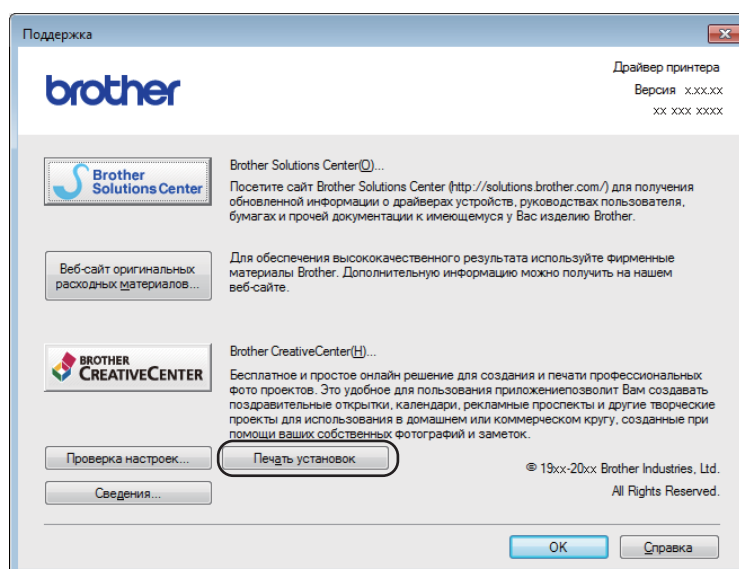 Поддержка
brother
Драйвер принтера
Версия x.xx.xx
xx xxx xxxx
Brother
Solutions Center
Brother Solutions Center(O)...
Посетите сайт Brother Solutions Center (http://solutions.brother.com/) для получения
обновленной информации о драйверах устройств, руководствах пользователя,
бумагах и прочей документации к имеющемуся у Вас изделию Brother.
Веб-сайт оригинальных
расходных материалов...
Для обеспечения высококачественного результата используйте фирменные
материалы Brother. Дополнительную информацию можно получить на нашем
веб-сайте.
BROTHER
CREATIVECENTER
Brother CreativeCenter(H)...
Бесплатное и простое онлайн решение для создания и печати профессиональных
фото проектов. Это удобное для пользования приложениепозволит Вам создавать
поздравительные открытки, календари, рекламные проспекты и другие творческие
проекты для использования в домашнем или коммерческом кругу, созданные при
помощи ваших собственных фотографий и заметок.
Проверка настроек...
Печать установок
© 19xx-20xx Brother Industries, Ltd.
Сведения...
All Rights Reserved.
OK
Справка